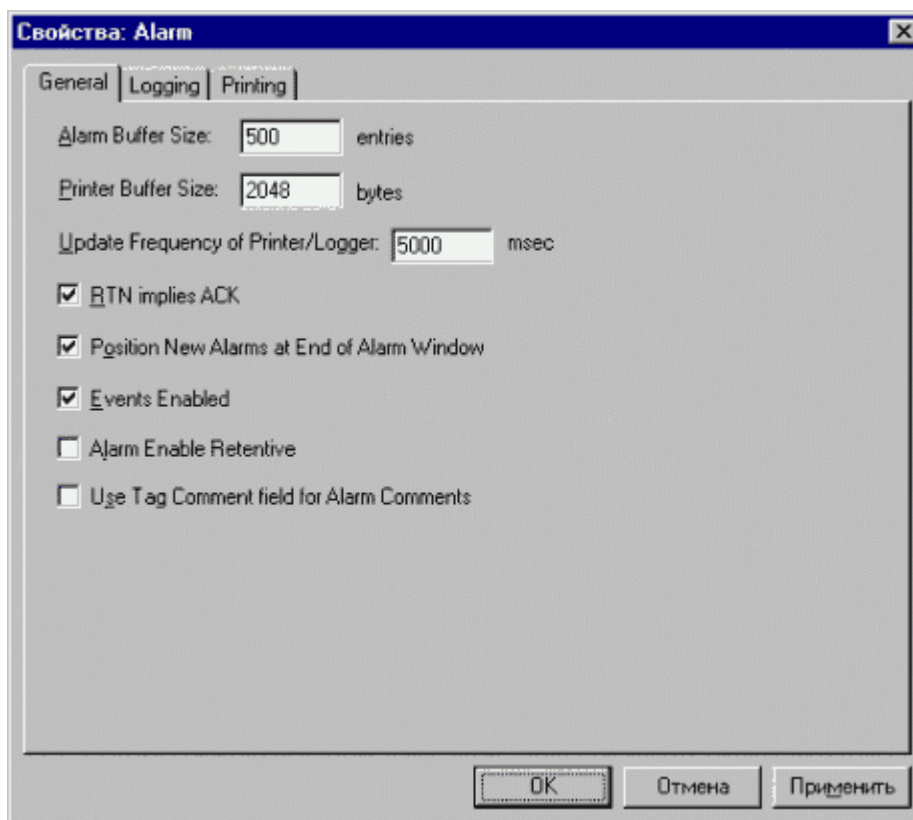 Свойства: Alarm
General Logging Printing
Alarm Buffer Size: 500 entries
Printer Buffer Size: 2048 bytes
Update Frequency of Printer/Logger: 5000 msec
RTN implies ACK
Position New Alarms at End of Alarm Window
Events Enabled
Alarm Enable Retentive
Use Tag Comment field for Alarm Comments
OK Отмена Применить